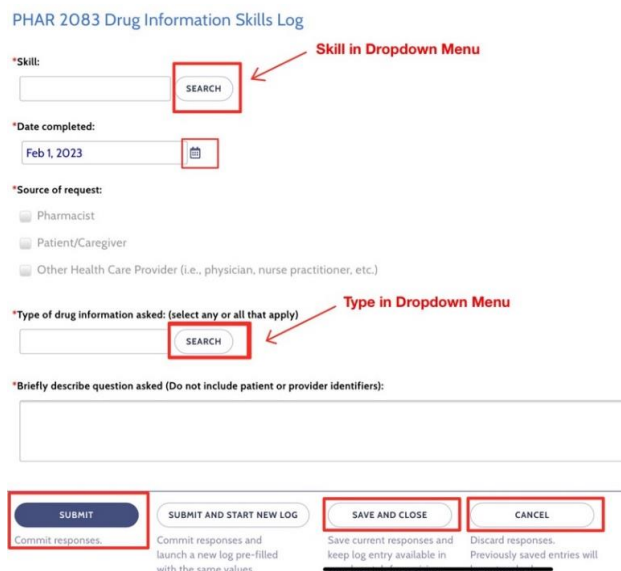 PHAR 2083 Drug Information Skills Log
Skill in Dropdown Menu
*Skill:
SEARCH
*Date completed:
Feb 1, 2023
*Source of request:
Pharmacist
Patient/Caregiver
Other Health Care Provider (i.e., physician, nurse practitioner, etc.)
Type in Dropdown Menu
*Type of drug information asked: (select any or all that apply)
SEARCH
*Briefly describe question asked (Do not include patient or provider identifiers):
SUBMIT
Commit responses.
SUBMIT AND START NEW LOG
Commit responses and
launch a new log pre-filled
with the same values.
SAVE AND CLOSE
Save current responses and
keep log entry available in
CANCEL
Discard responses.
Previously saved entries will